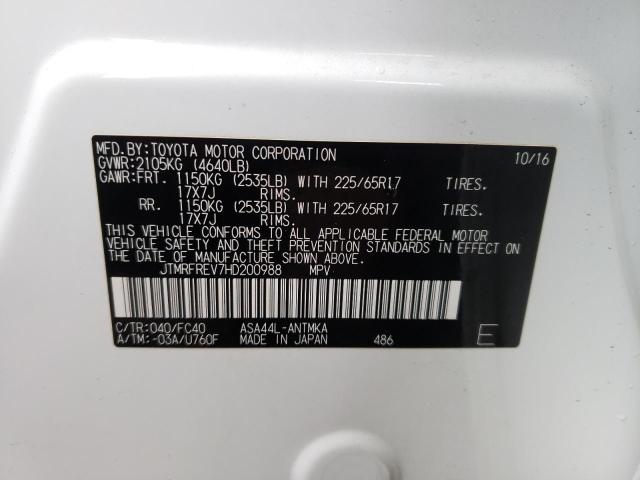 MFD.BY:TOYOTA MOTOR CORPORATION 10/16
GVWR:2105KG (4640LB)
GAWR:FRT. 1150KG (2535LB) WITH 225/65R17 TIRES.
17X7J RIMS.
RR. 1150KG (2535LB) WITH 225/65R17 TIRES.
17X7J RIMS.
THIS VEHICLE CONFORMS TO ALL APPLICABLE FEDERAL MOTOR
VEHICLE SAFETY AND THEFT PREVENTION STANDARDS IN EFFECT ON
THE DATE OF MANUFACTURE SHOWN ABOVE.
JTMRFREV7HD200988 MPV
C/TR:040/FC40 ASA44L-ANTMKA
A/TM:-03A/U760F MADE IN JAPAN 486 E